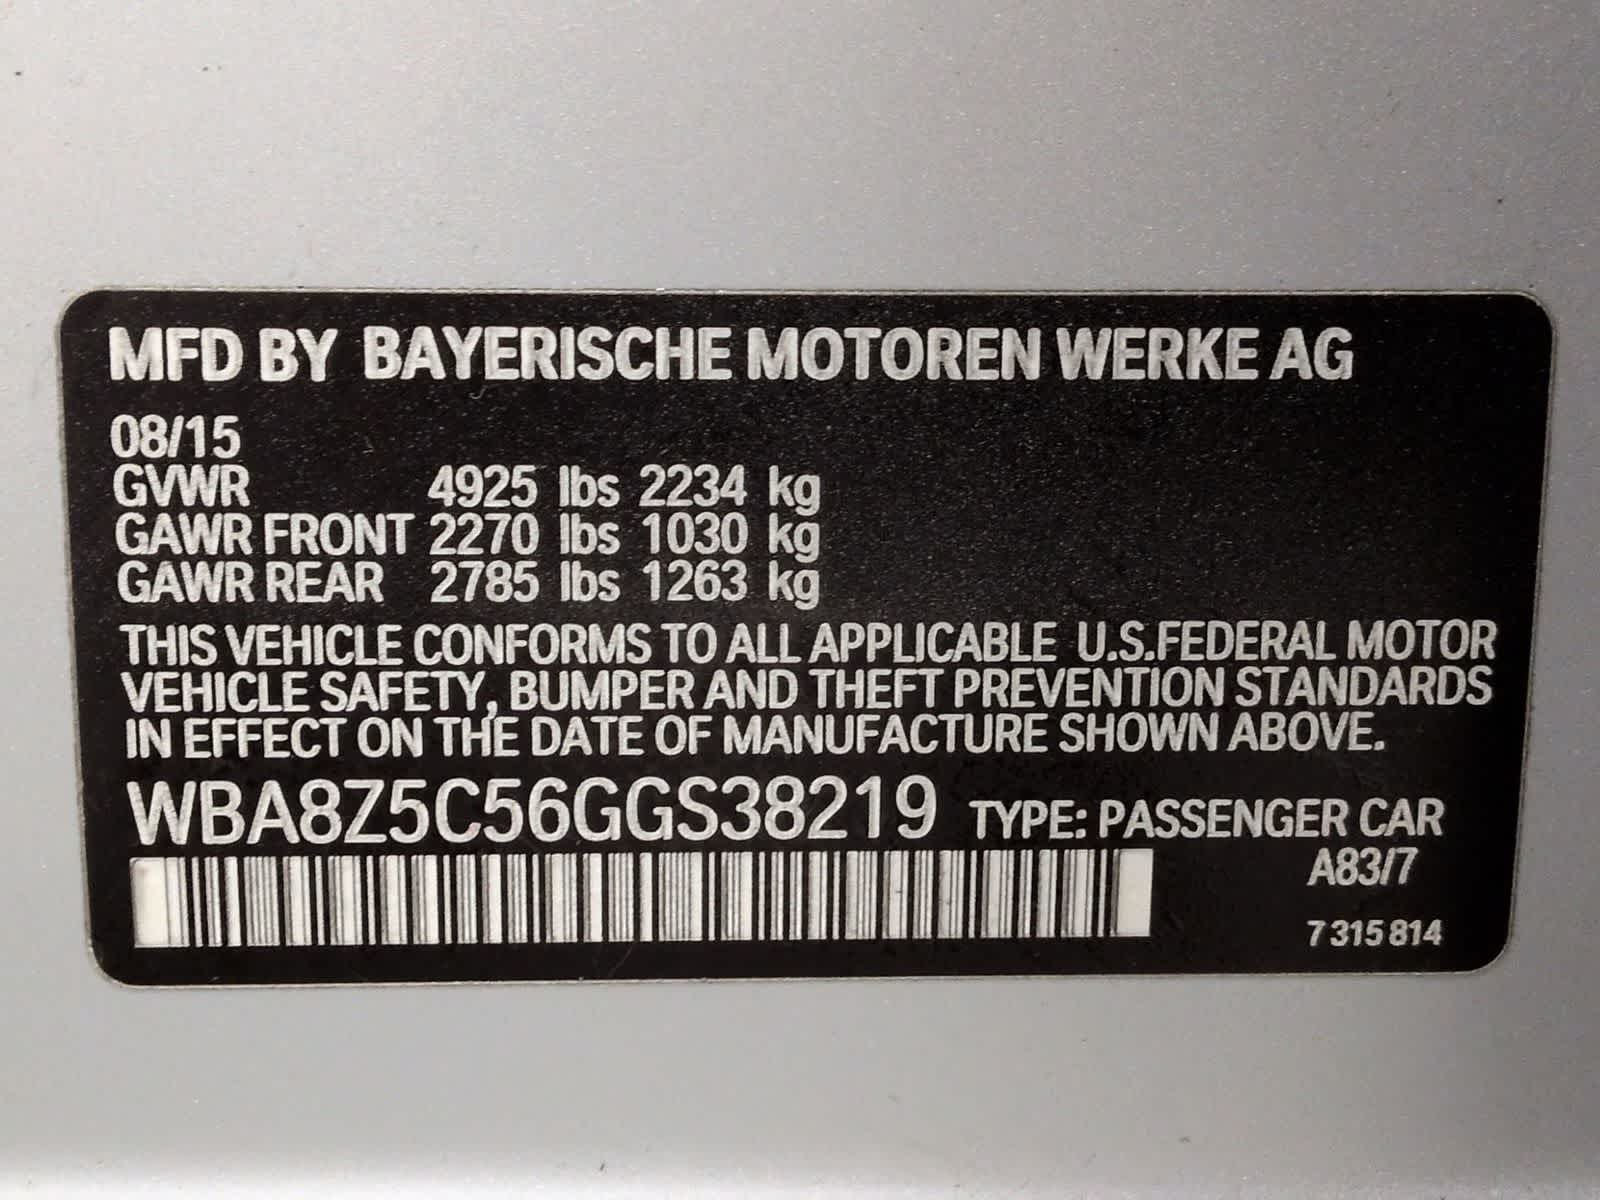 MFD BY BAYERISCHE MOTOREN WERKE AG
08/15
GVWR 4925 lbs 2234 kg
GAWR FRONT 2270 lbs 1030 kg
GAWR REAR 2785 lbs 1263 kg
THIS VEHICLE CONFORMS TO ALL APPLICABLE U.S.FEDERAL MOTOR
VEHICLE SAFETY, BUMPER AND THEFT PREVENTION STANDARDS
IN EFFECT ON THE DATE OF MANUFACTURE SHOWN ABOVE.
WBA8Z5C56GGS38219 TYPE: PASSENGER CAR
A83/7
7 315 814